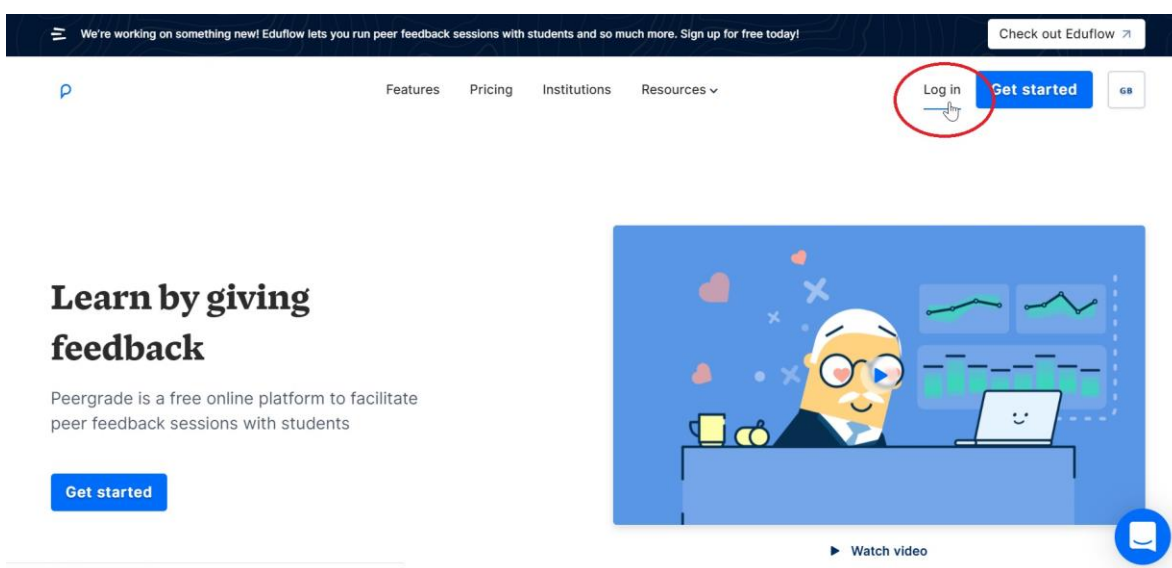 We're working on something new! Eduflow lets you run peer feedback sessions with students and so much more. Sign up for free today!
Check out Eduflow ↗
Features
Pricing
Institutions
Resources
Log in
Get started
GB
Learn by giving
feedback
Peergrade is a free online platform to facilitate
peer feedback sessions with students
Get started
Watch video